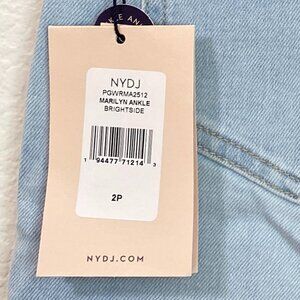 NYDJ
PGWRMA2512
MARILYN ANKLE
BRIGHTSIDE
1 94477 71214 3
2P
NYDJ.COM